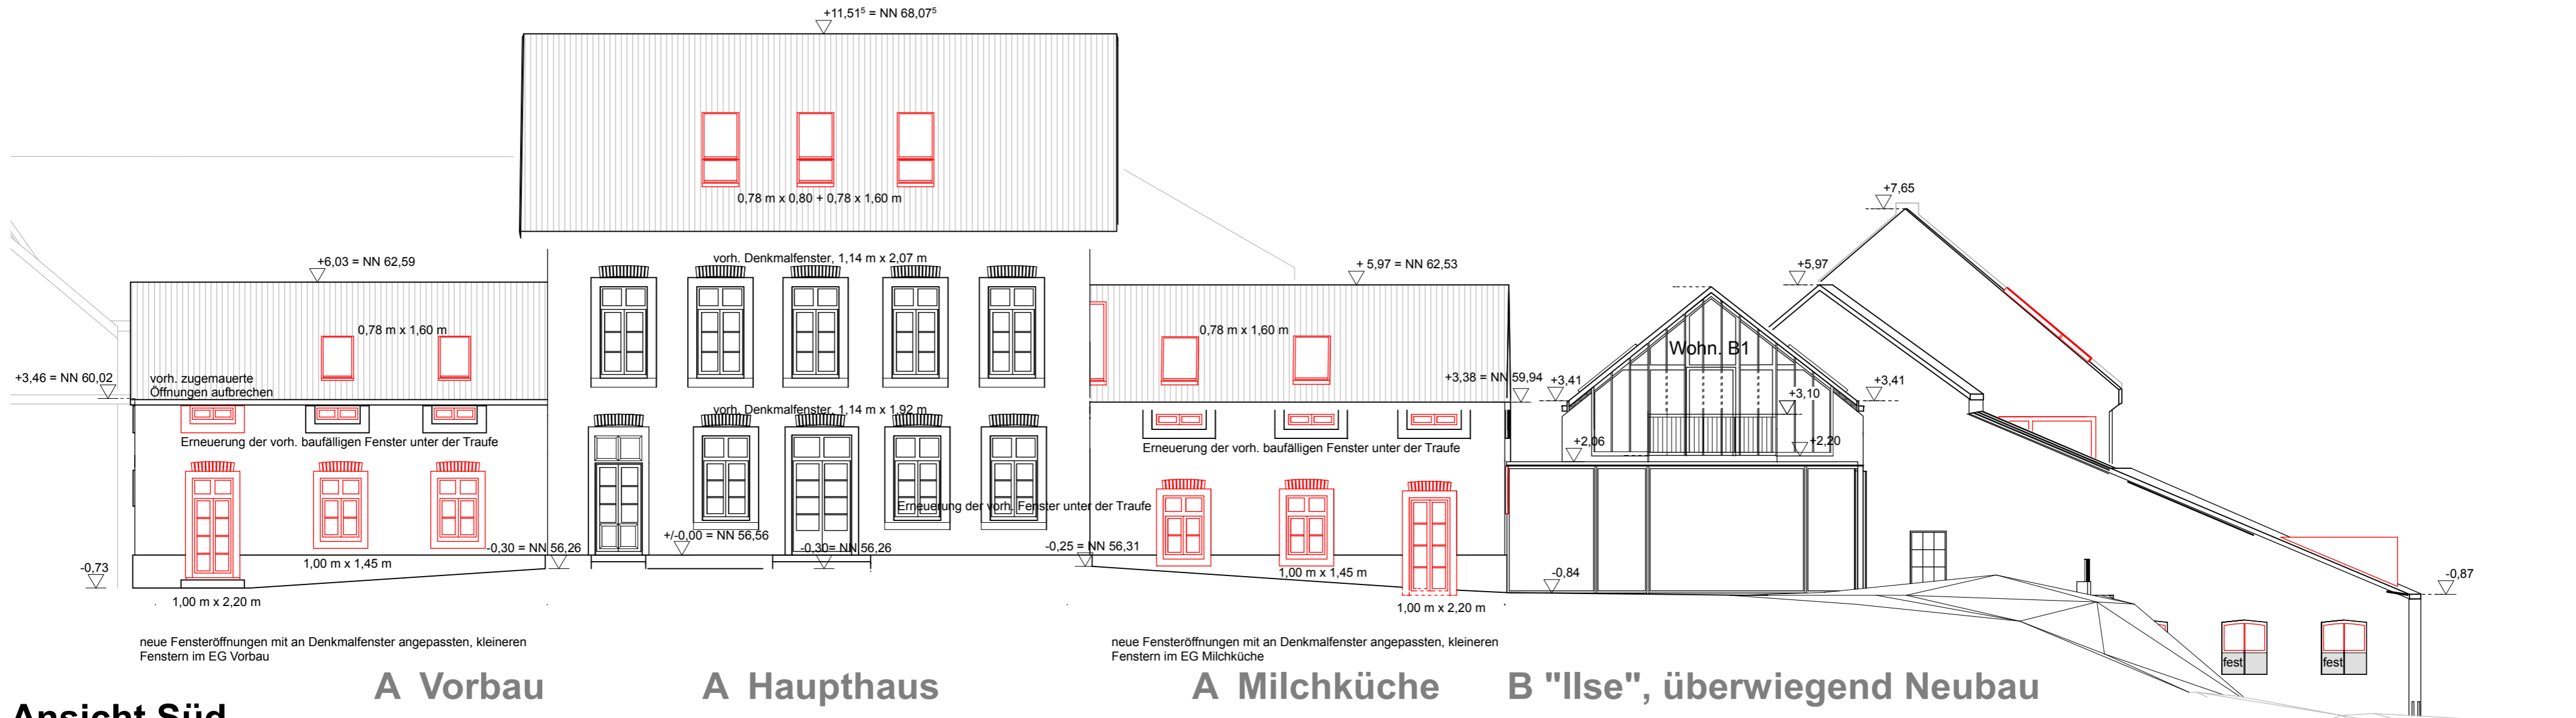 +11,51⁵ = NN 68,07⁵
0,78 m x 0,80 + 0,78 x 1,60 m
+7,65
vorh. Denkmalfenster, 1,14 m x 2,07 m
+6,03 = NN 62,59
+ 5,97 = NN 62,53
+5,97
0,78 m x 1,60 m
0,78 m x 1,60 m
Wohn. B1
+3,46 = NN 60,02
vorh. zugemauerte
Öffnungen aufbrechen
+3,38 = NN 59,94
+3,41
+3,41
+3,10
vorh. Denkmalfenster, 1,14 m x 1,92 m
Erneuerung der vorh. baufälligen Fenster unter der Traufe
Erneuerung der vorh. baufälligen Fenster unter der Traufe
+2,06
+2,20
Erneuerung der vorh. Fenster unter der Traufe
+/-0,00 = NN 56,56
-0,30 = NN 56,26
-0,30= NN 56,26
-0,25 = NN 56,31
-0,73
1,00 m x 1,45 m
1,00 m x 1,45 m
-0,84
-0,87
1,00 m x 2,20 m
1,00 m x 2,20 m
neue Fensteröffnungen mit an Denkmalfenster angepassten, kleineren
Fenstern im EG Vorbau
neue Fensteröffnungen mit an Denkmalfenster angepassten, kleineren
Fenstern im EG Milchküche
fest
fest
A Vorbau
A Haupthaus
A Milchküche
B "Ilse", überwiegend Neubau
Ansicht Süd